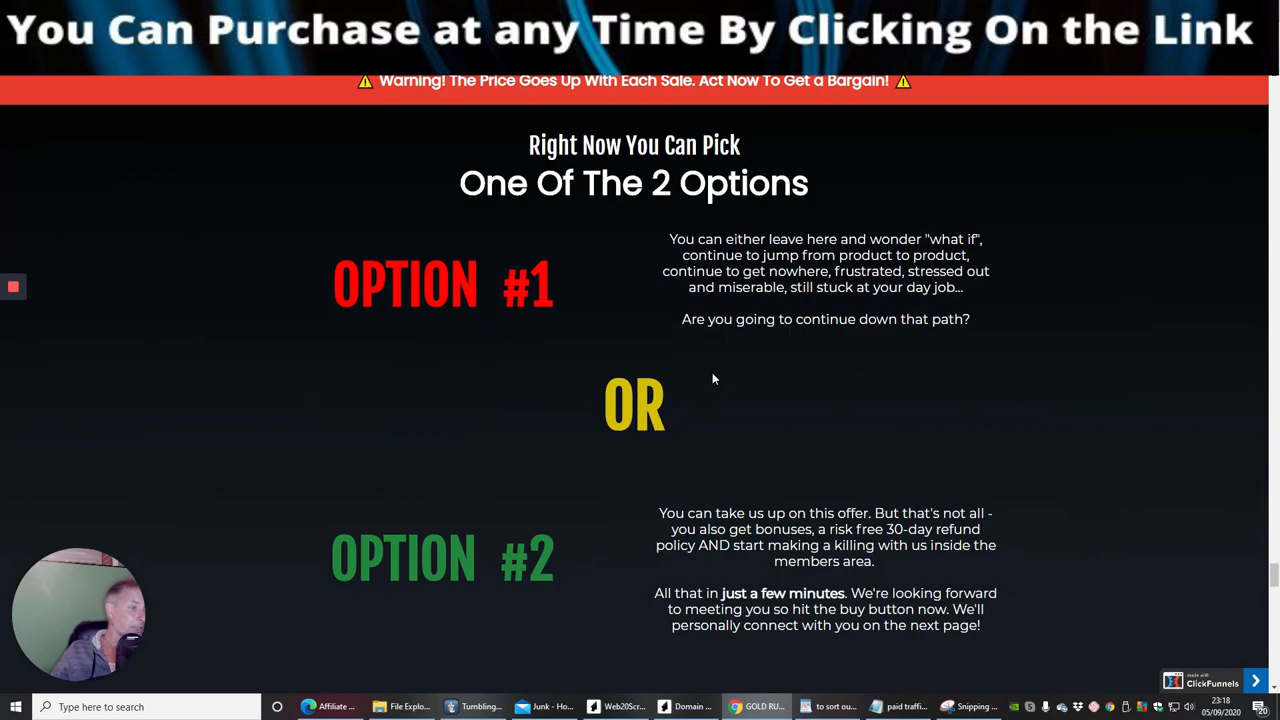 You Can Purchase at any Time By Clicking On the Link
⚠ Warning! The Price Goes Up With Each Sale. Act Now To Get a Bargain! ⚠
Right Now You Can Pick
One Of The 2 Options
OPTION #1
You can either leave here and wonder "what if",
continue to jump from product to product,
continue to get nowhere, frustrated, stressed out
and miserable, still stuck at your day job...
Are you going to continue down that path?
OR
OPTION #2
You can take us up on this offer. But that's not all -
you also get bonuses, a risk free 30-day refund
policy AND start making a killing with us inside the
members area.
All that in just a few minutes. We're looking forward
to meeting you so hit the buy button now. We'll
personally connect with you on the next page!
made with
ClickFunnels
Type here to search
Affiliate ...
File Explo...
Tumbling...
Junk - Ho...
Web20Scr...
Domain ...
GOLD RU...
to sort ou...
paid traffi...
Snipping ...
23:18
05/09/2020
20